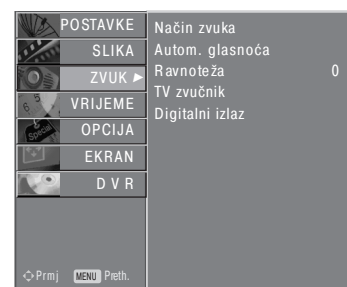 POSTAVKE
SLIKA
ZVUK ►
VRIJEME
OPCIJA
EKRAN
DVR
Način zvuka
Autom. glasnoća
Ravnoteža 0
TV zvučnik
Digitalni izlaz
Prmj MENU Preth.